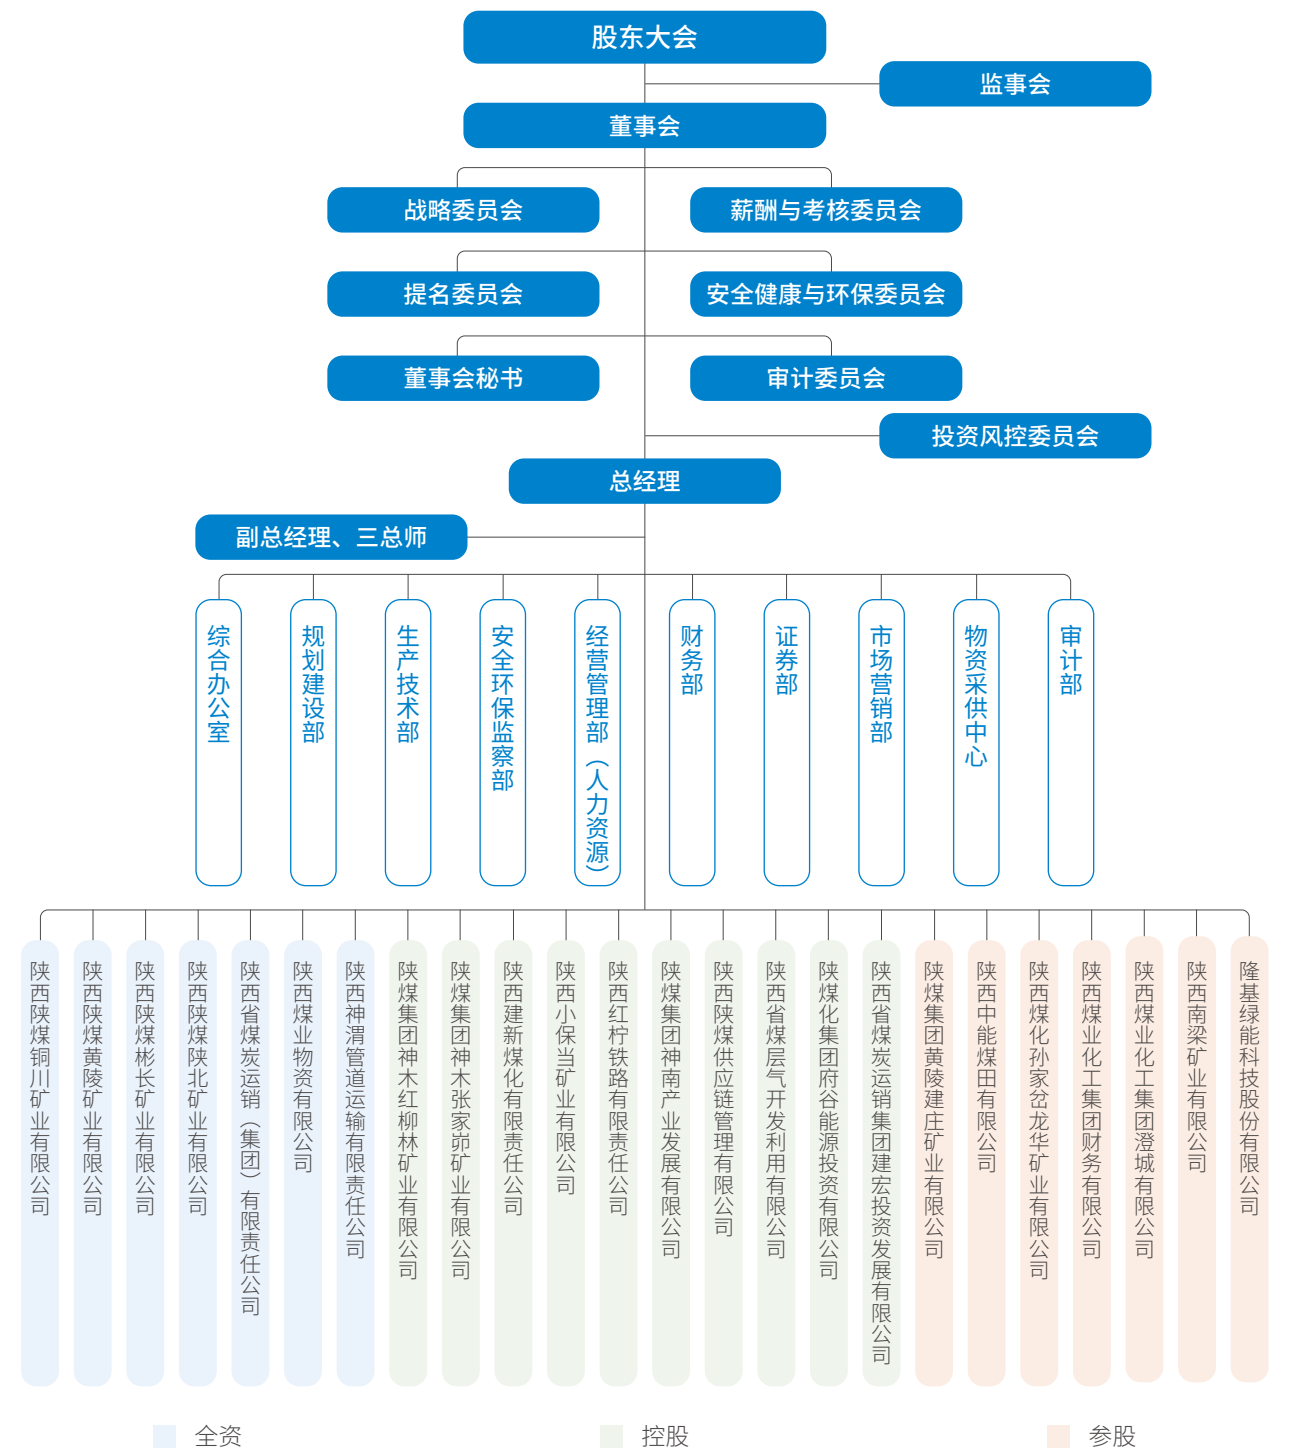 股东大会
监事会
董事会
战略委员会
薪酬与考核委员会
提名委员会
安全健康与环保委员会
董事会秘书
审计委员会
投资风控委员会
总经理
副总经理、三总师
综合办公室
规划建设部
生产技术部
安全环保监察部
经营管理部（人力资源）
财务部
证券部
市场营销部
物资采供中心
审计部
陕西陕煤铜川矿业有限公司
陕西陕煤黄陵矿业有限公司
陕西陕煤彬长矿业有限公司
陕西陕煤陕北矿业有限公司
陕西省煤炭运销（集团）有限责任公司
陕西煤业物资有限公司
陕西神渭管道运输有限责任公司
陕煤集团神木红柳林矿业有限公司
陕煤集团神木张家峁矿业有限公司
陕西建新煤化有限责任公司
陕西小保当矿业有限公司
陕西红柠铁路有限责任公司
陕煤集团神南产业发展有限公司
陕西陕煤供应链管理有限公司
陕西省煤层气开发利用有限公司
陕煤化集团府谷能源投资有限公司
陕西省煤炭运销集团建宏投资发展有限公司
陕煤集团黄陵建庄矿业有限公司
陕西中能煤田有限公司
陕西煤化孙家岔龙华矿业有限公司
陕西煤业化工集团财务有限公司
陕西煤业化工集团澄城有限公司
陕西南梁矿业有限公司
隆基绿能科技股份有限公司
全资
控股
参股